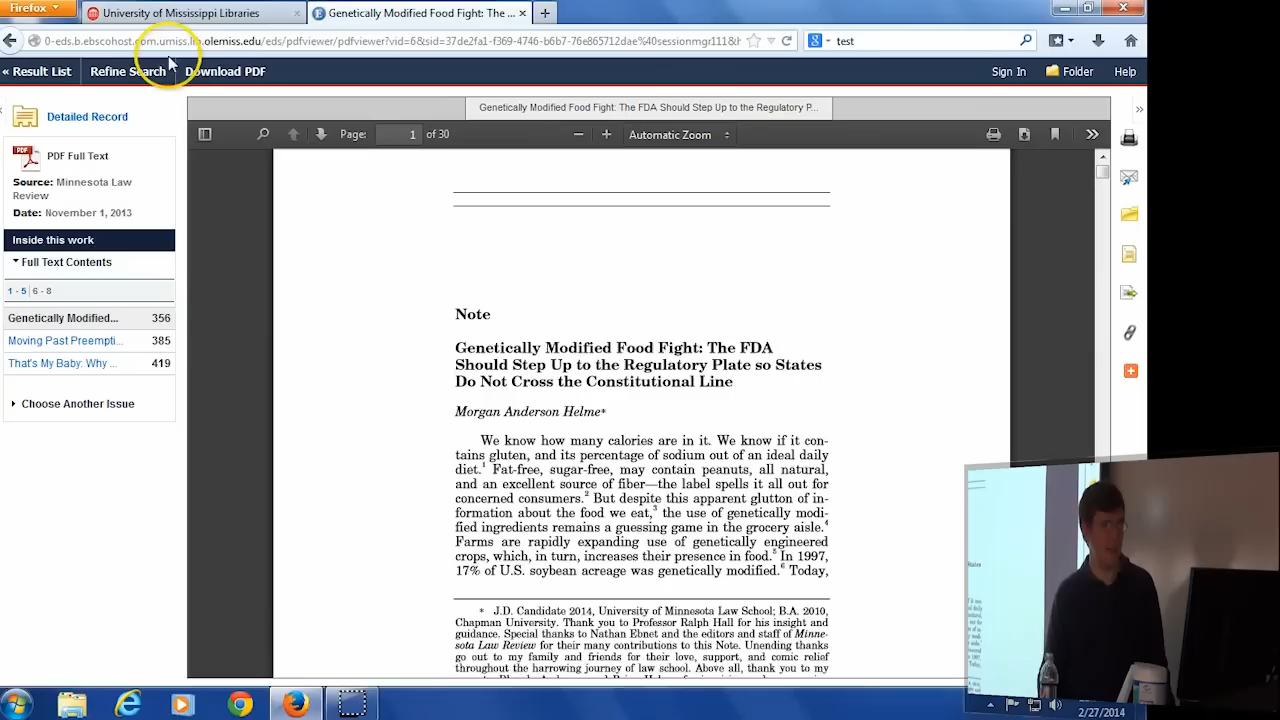 Firefox
University of Mississippi Libraries
Genetically Modified Food Fight: The ...
0-eds.b.ebscohost.com.umiss.lib.olemiss.edu/eds/pdfviewer/pdfviewer?vid=6&sid=37de2fa1-f369-4746-b6b7-76e865712dae%40sessionmgr111&h
test
« Result List
Refine Search
Download PDF
Sign In
Folder
Help
Detailed Record
PDF Full Text
Source: Minnesota Law
Review
Date: November 1, 2013
Inside this work
Full Text Contents
1 - 5 | 6 - 8
Genetically Modified... 356
Moving Past Preempti... 385
That's My Baby: Why ... 419
Choose Another Issue
Genetically Modified Food Fight: The FDA Should Step Up to the Regulatory P...
Page: 1 of 30
Automatic Zoom
Note
Genetically Modified Food Fight: The FDA
Should Step Up to the Regulatory Plate so States
Do Not Cross the Constitutional Line
Morgan Anderson Helme*
We know how many calories are in it. We know if it con-
tains gluten, and its percentage of sodium out of an ideal daily
diet.1 Fat-free, sugar-free, may contain peanuts, all natural,
and an excellent source of fiber—the label spells it all out for
concerned consumers.2 But despite this apparent glutton of in-
formation about the food we eat,3 the use of genetically modi-
fied ingredients remains a guessing game in the grocery aisle.4
Farms are rapidly expanding use of genetically engineered
crops, which, in turn, increases their presence in food.5 In 1997,
17% of U.S. soybean acreage was genetically modified.6 Today,
* J.D. Candidate 2014, University of Minnesota Law School; B.A. 2010,
Chapman University. Thank you to Professor Ralph Hall for his insight and
guidance. Special thanks to Nathan Ebnet and the editors and staff of Minne-
sota Law Review for their many contributions to this Note. Unending thanks
go out to my family and friends for their love, support, and comic relief
throughout the harrowing journey of law school. Above all, thank you to my
2/27/2014